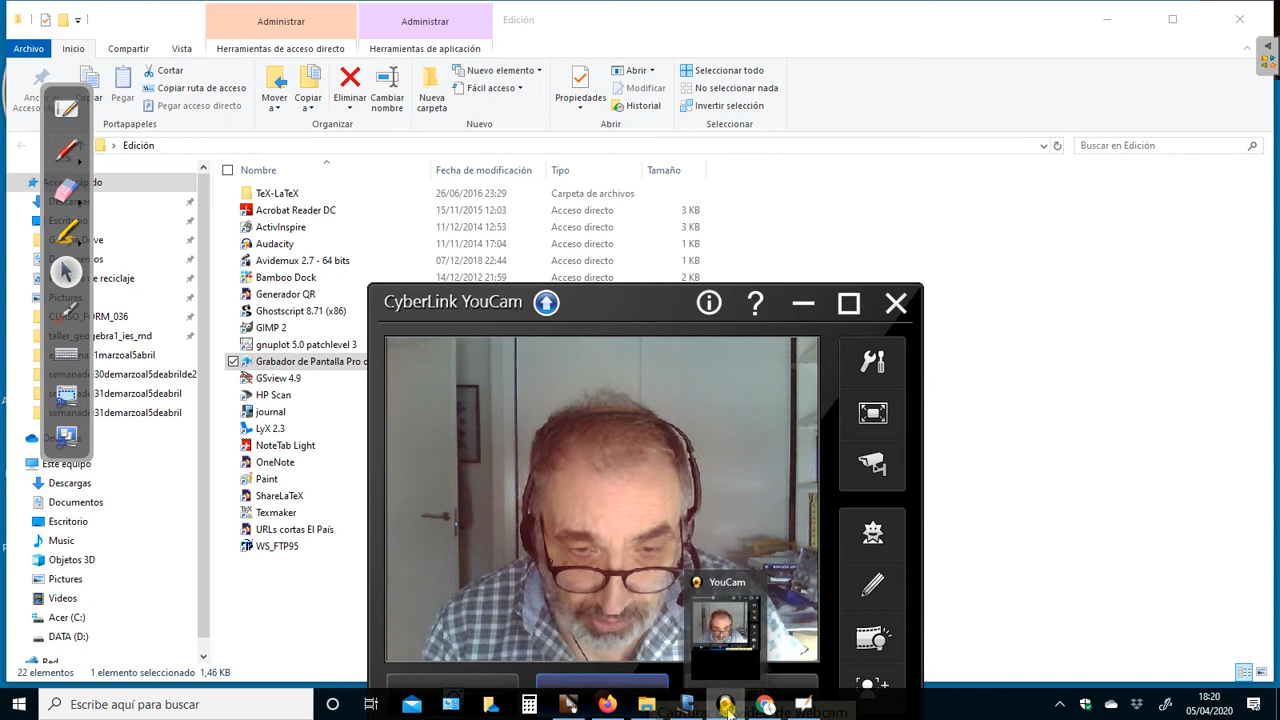 Administrar
Administrar
Edición
Archivo
Inicio
Compartir
Vista
Herramientas de acceso directo
Herramientas de aplicación
Copiar
Pegar
Cortar
Copiar ruta de acceso
Pegar acceso directo
Portapapeles
Mover a
Copiar a
Eliminar
Cambiar nombre
Organizar
Nueva carpeta
Nuevo elemento
Fácil acceso
Nuevo
Propiedades
Abrir
Modificar
Historial
Abrir
Seleccionar todo
No seleccionar nada
Invertir selección
Seleccionar
Edición
Buscar en Edición
Nombre
Fecha de modificación
Tipo
Tamaño
TeX-LaTeX 26/06/2016 23:29 Carpeta de archivos
Acrobat Reader DC 15/11/2015 12:03 Acceso directo 3 KB
ActivInspire 11/12/2014 12:53 Acceso directo 3 KB
Audacity 11/11/2014 17:04 Acceso directo 1 KB
Avidemux 2.7 - 64 bits 07/12/2018 22:44 Acceso directo 1 KB
Bamboo Dock 14/12/2012 21:59 Acceso directo 2 KB
Generador QR
Ghostscript 8.71 (x86)
GIMP 2
gnuplot 5.0 patchlevel 3
Grabador de Pantalla Pro
GSview 4.9
HP Scan
journal
LyX 2.3
NoteTab Light
OneNote
Paint
ShareLaTeX
Texmaker
URLs cortas El País
WS_FTP95
Pictures
CURSO_FORM_036
semanade30demarzoal5deabrilde2
semanade31demarzoal5deabril
semanade31demarzoal5deabril
Este equipo
Descargas
Documentos
Escritorio
Music
Objetos 3D
Pictures
Videos
Acer (C:)
DATA (D:)
Red
22 elementos
1 elemento seleccionado 1,46 KB
CyberLink YouCam
YouCam
Escribe aquí para buscar
18:20
05/04/2020